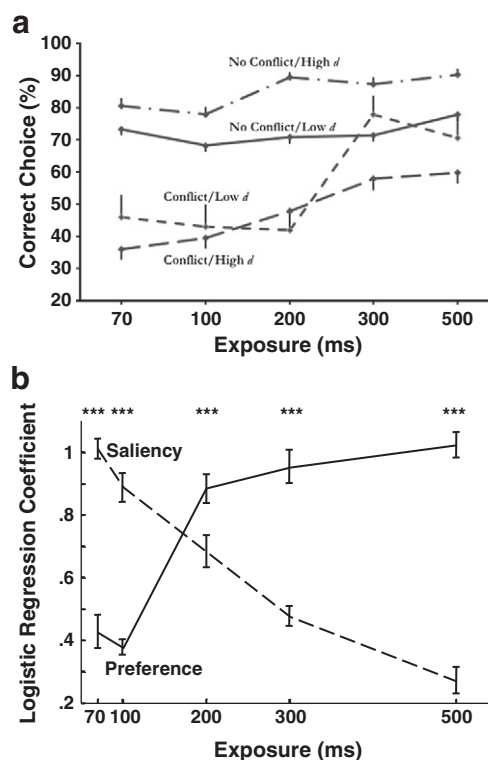 a
Correct Choice (%)
100
90
80
70
60
50
40
30
20
No Conflict/High d
No Conflict/Low d
Conflict/Low d
Conflict/High d
70 100 200 300 500
Exposure (ms)
b
Logistic Regression Coefficient
*** *** *** *** ***
1
.8
.6
.4
.2
Saliency
Preference
70 100 200 300 500
Exposure (ms)